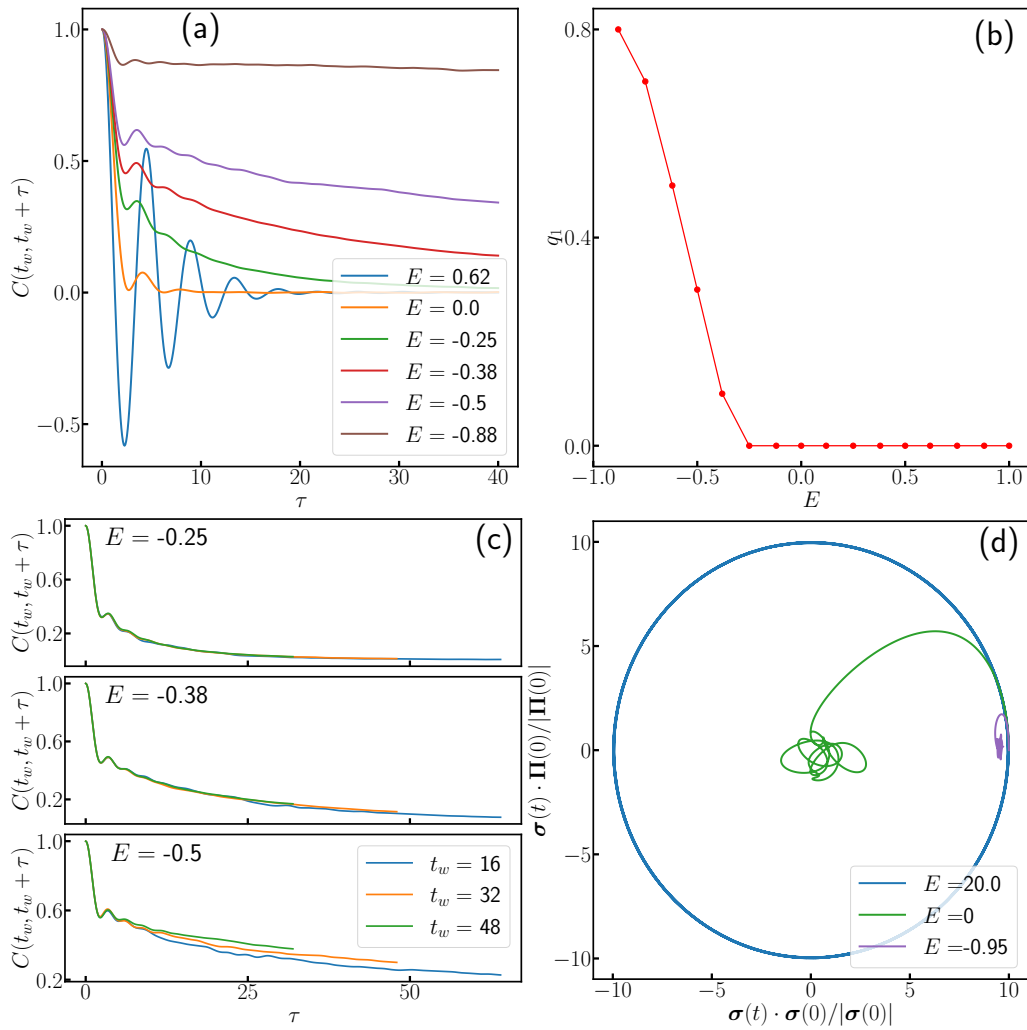 (a)
1.0
0.5
0.0
−0.5
C(t_w, t_w + τ)
0
10
20
30
40
τ
E = 0.62
E = 0.0
E = -0.25
E = -0.38
E = -0.5
E = -0.88
(b)
0.8
0.4
0.0
q_1
−1.0
−0.5
0.0
0.5
1.0
E
(c)
E = -0.25
1.0
0.6
0.2
C(t_w, t_w + τ)
E = -0.38
1.0
0.6
0.2
C(t_w, t_w + τ)
E = -0.5
1.0
0.6
0.2
C(t_w, t_w + τ)
t_w = 16
t_w = 32
t_w = 48
0
50
τ
(d)
10
5
0
−5
−10
σ(t) · Π(0)/|Π(0)|
E =20.0
E =0
E =-0.95
−10
−5
0
5
10
σ(t) · σ(0)/|σ(0)|